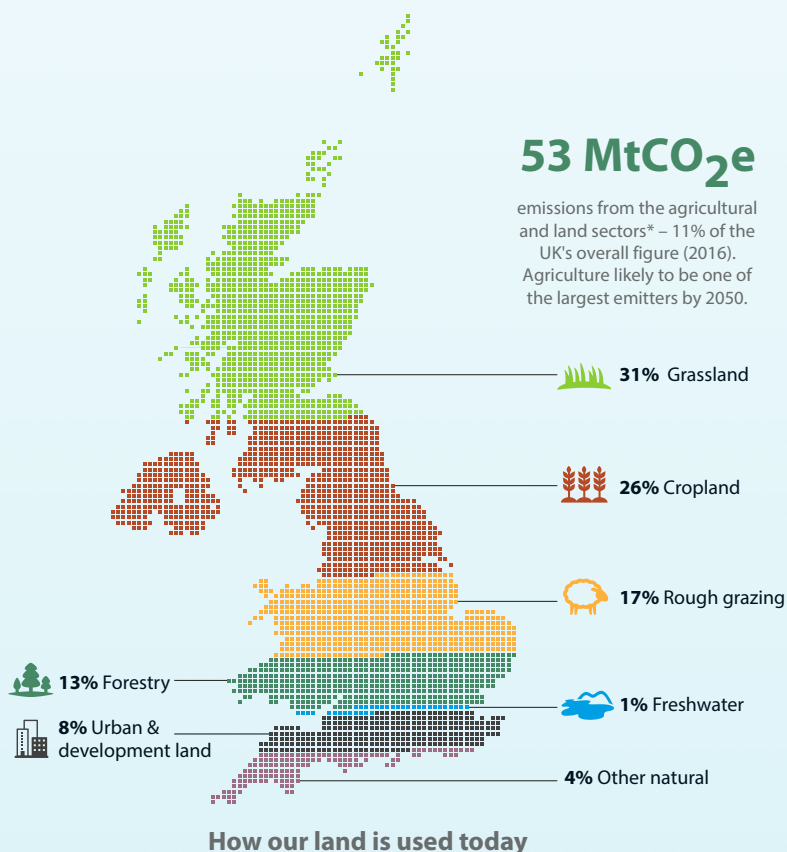 53 MtCO2e
emissions from the agricultural
and land sectors* – 11% of the
UK's overall figure (2016).
Agriculture likely to be one of
the largest emitters by 2050.
31% Grassland
26% Cropland
17% Rough grazing
13% Forestry
1% Freshwater
8% Urban &
development land
4% Other natural
How our land is used today